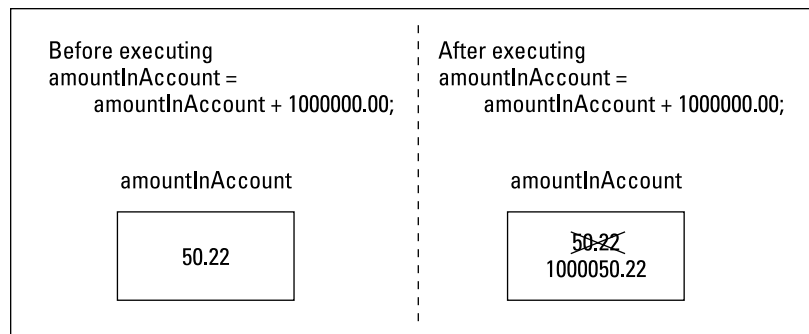 Before executing
amountInAccount =
amountInAccount + 1000000.00;
amountInAccount
50.22
After executing
amountInAccount =
amountInAccount + 1000000.00;
amountInAccount
50.22
1000050.22